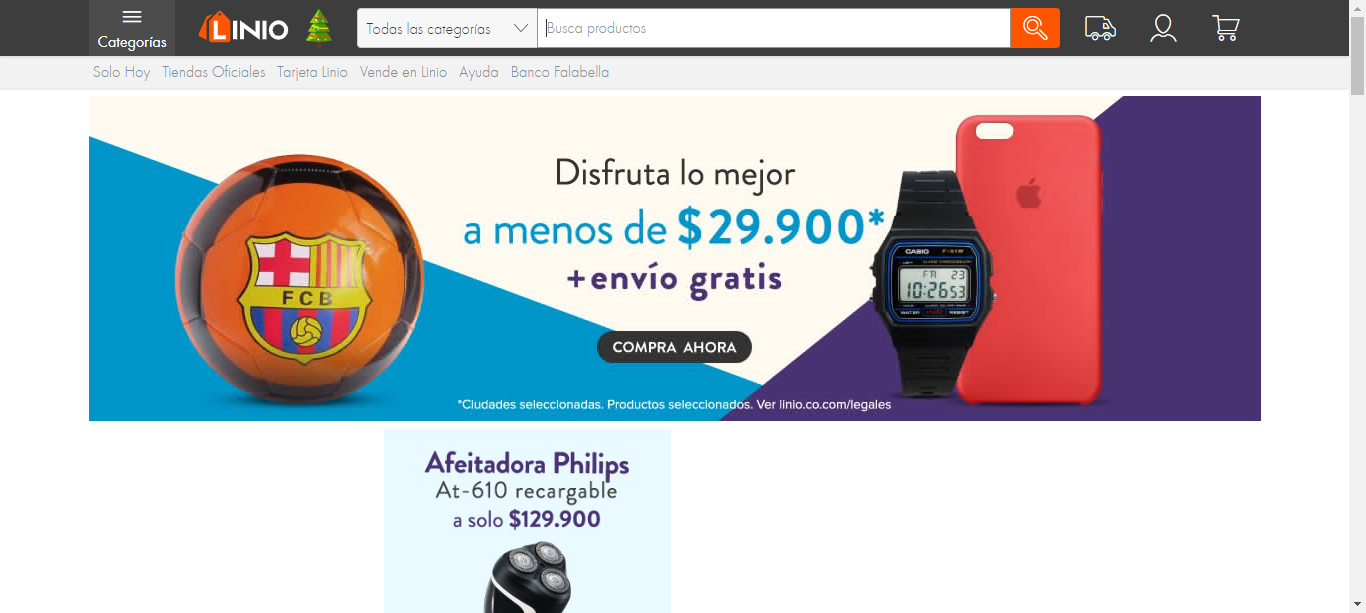 Categorías
LINIO
Todas las categorías
Busca productos
Solo Hoy Tiendas Oficiales Tarjeta Linio Vende en Linio Ayuda Banco Falabella
Disfruta lo mejor
a menos de $29.900*
+envío gratis
COMPRA AHORA
*Ciudades seleccionadas. Productos seleccionados. Ver linio.co.com/legales
FCB
CASIO
FR 23
10:26 53
WATER RESIST
Afeitadora Philips
At-610 recargable
a solo $129.900